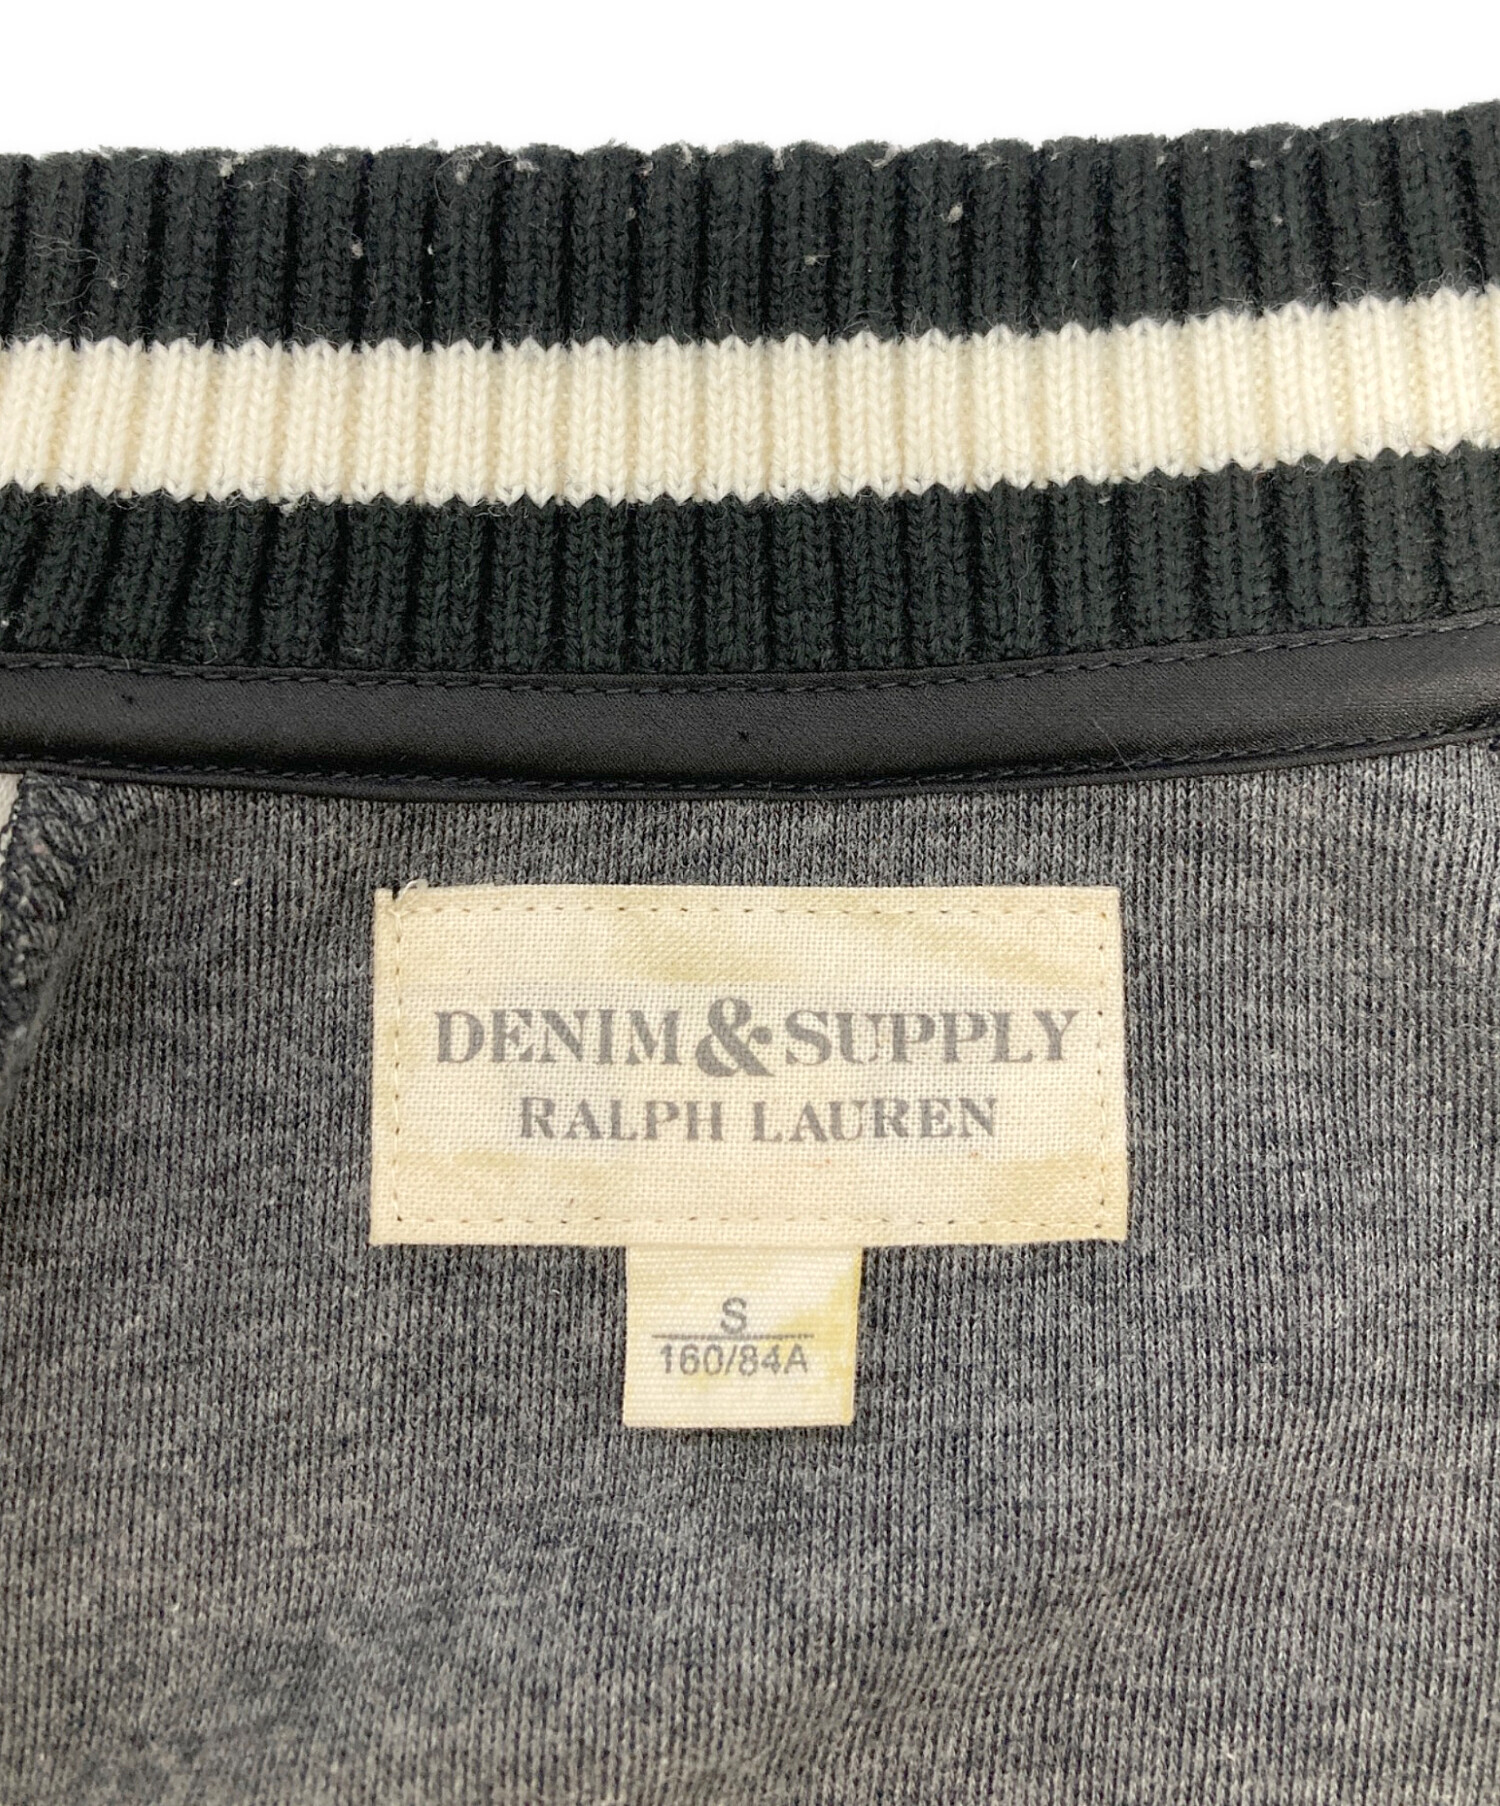 DENIM & SUPPLY
RALPH LAUREN
S
160/84A